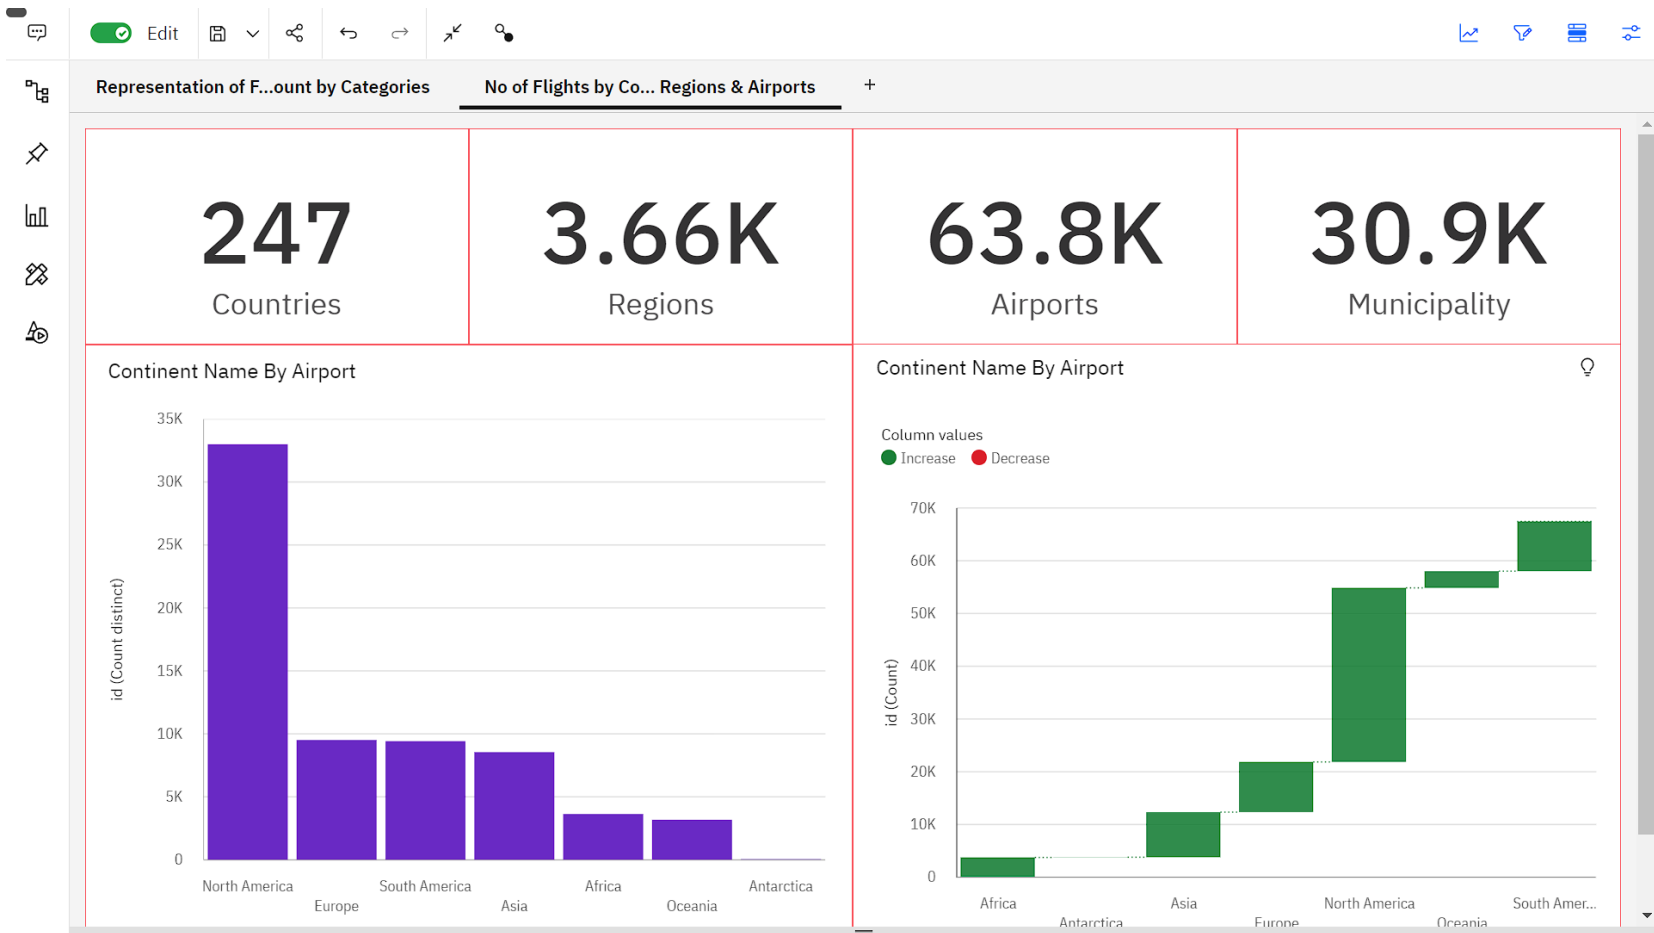 Edit
Representation of F...ount by Categories
No of Flights by Co... Regions & Airports
+
247
Countries
3.66K
Regions
63.8K
Airports
30.9K
Municipality
Continent Name By Airport
35K
30K
25K
20K
15K
10K
5K
0
id (Count distinct)
North America
Europe
South America
Asia
Africa
Oceania
Antarctica
Continent Name By Airport
Column values
Increase
Decrease
70K
60K
50K
40K
30K
20K
10K
0
id (Count)
Africa
Antarctica
Asia
Europe
North America
Oceania
South Amer...